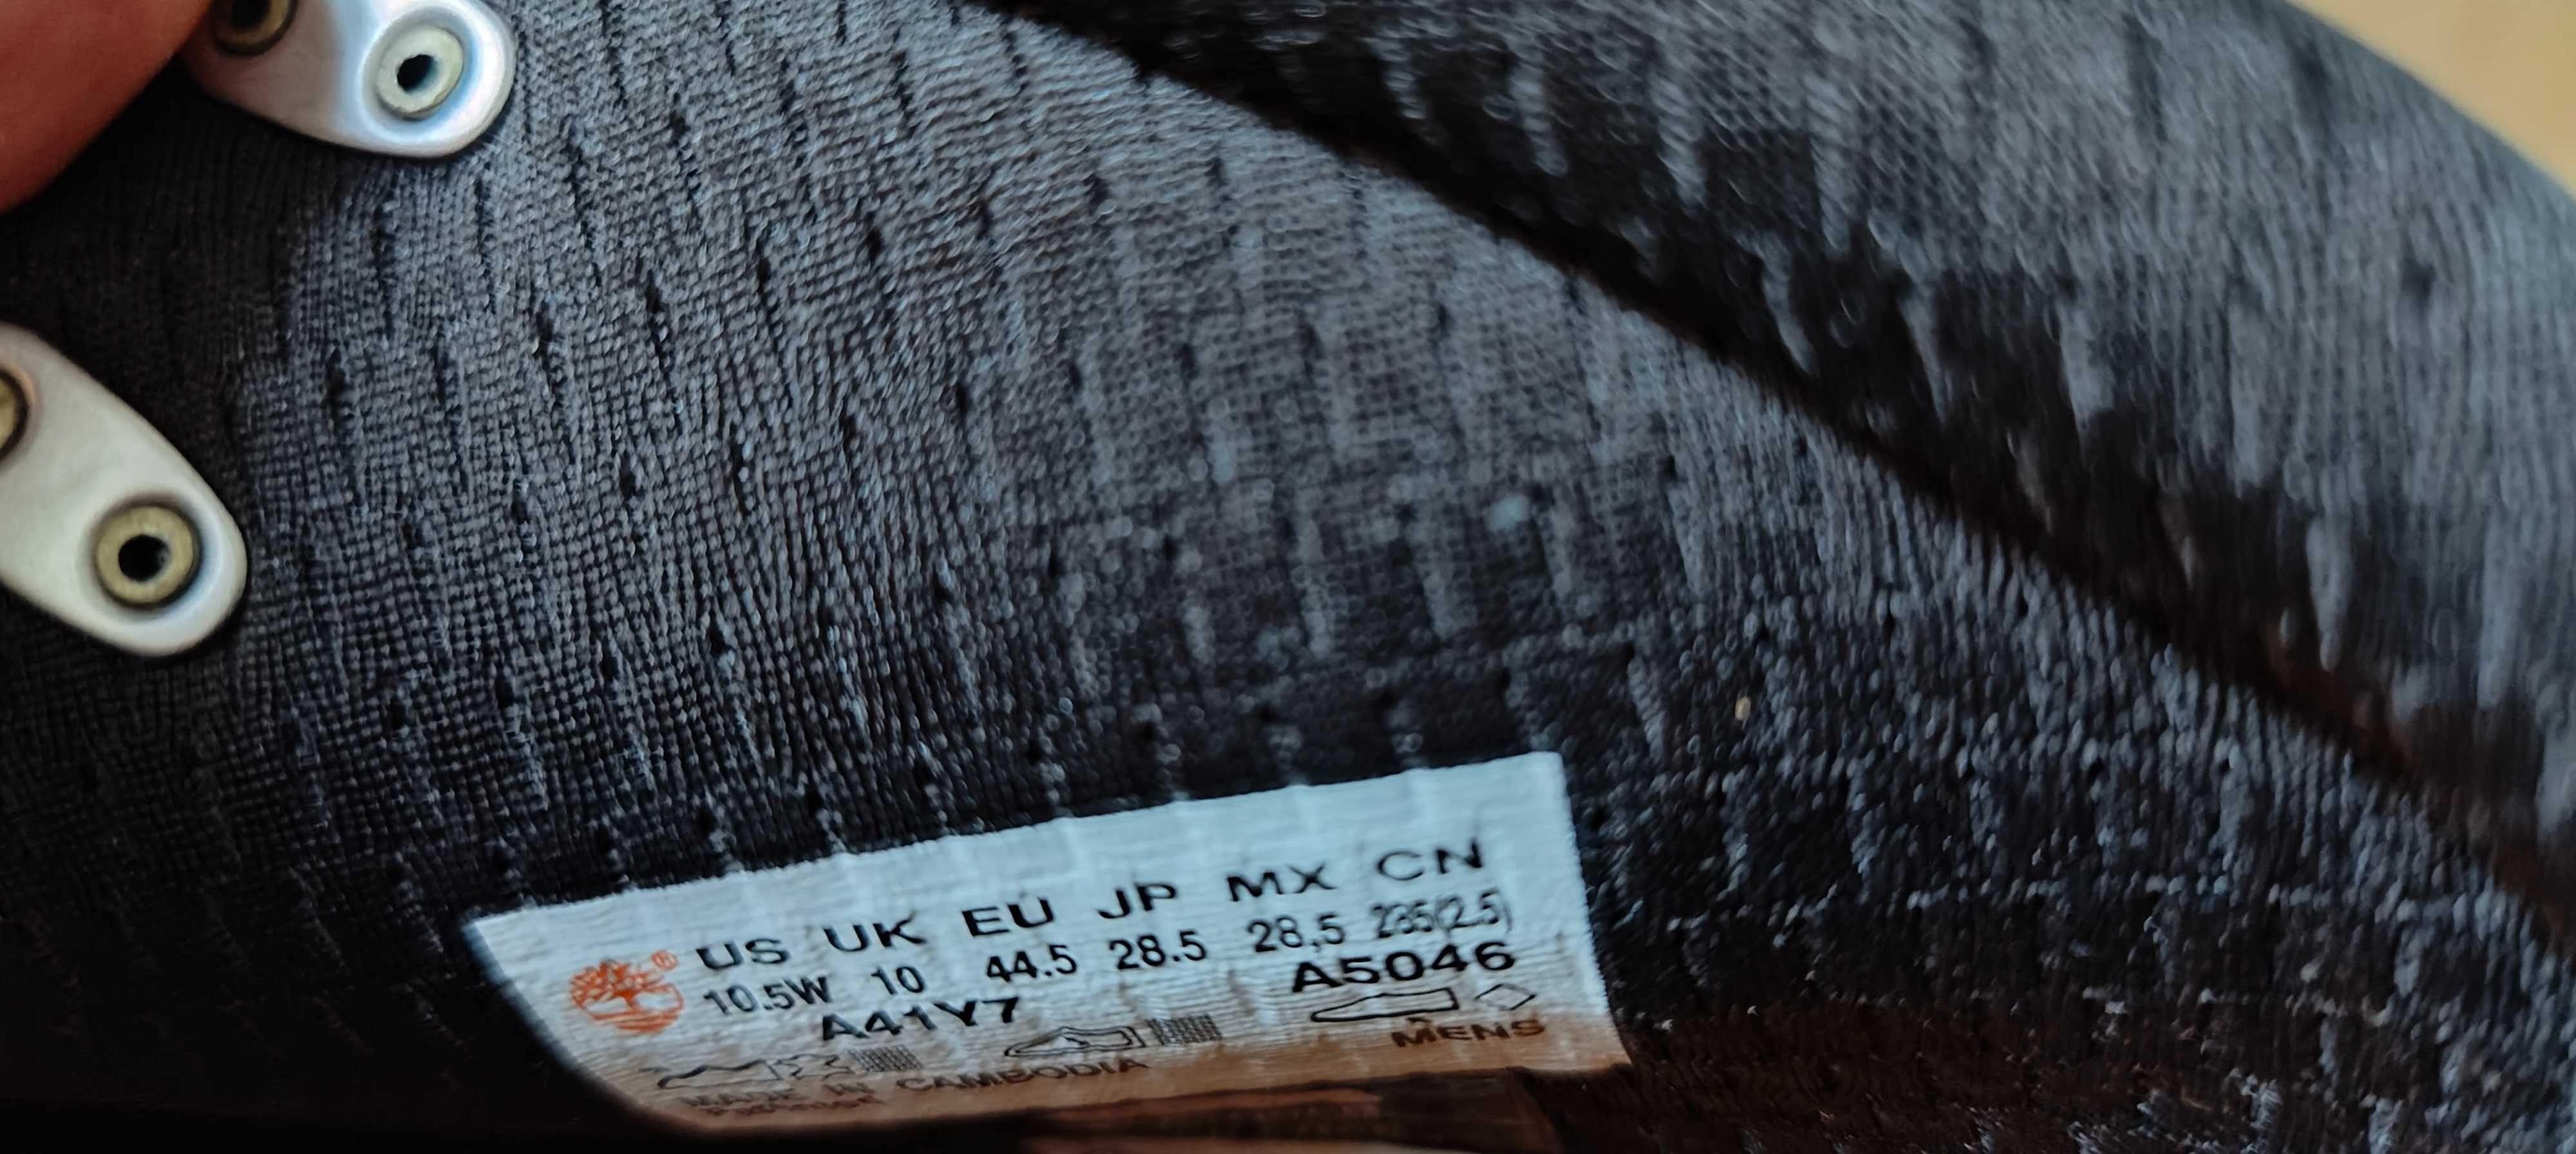 US UK EU JP MX CN
10.5W 10 44.5 28.5 28,5 285(2.5)
A41Y7 A5046
MENS
MADE IN CAMBODIA